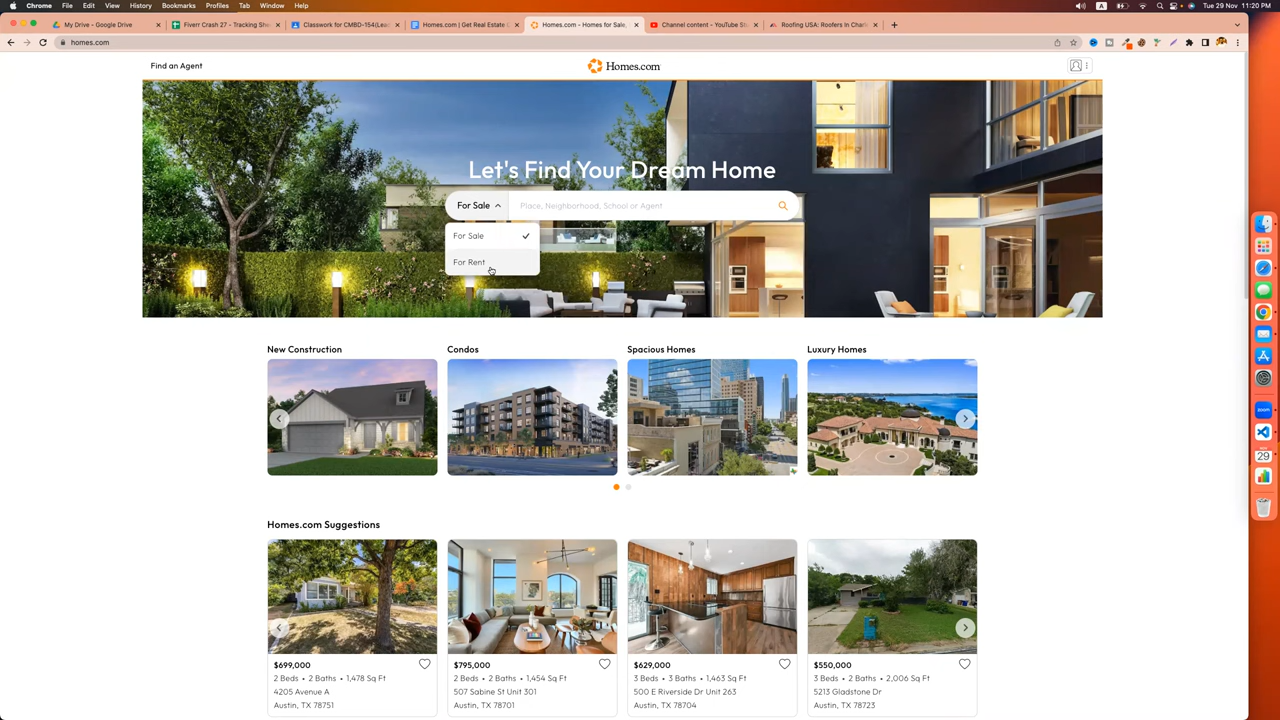 Chrome File Edit View History Bookmarks Profiles Tab Window Help
A
Tue 29 Nov 11:20 PM
My Drive - Google Drive
Fiverr Crash 27 - Tracking She
Classwork for CMBD-154(Lead
Homes.com | Get Real Estate
Homes.com - Homes for Sale,
Channel content - YouTube St
Roofing USA: Roofers In Charl
homes.com
Find an Agent
Homes.com
Let's Find Your Dream Home
For Sale
Place, Neighborhood, School or Agent
For Sale
For Rent
New Construction
Condos
Spacious Homes
Luxury Homes
Homes.com Suggestions
$699,000
2 Beds • 2 Baths • 1,478 Sq Ft
4205 Avenue A
Austin, TX 78751
$795,000
2 Beds • 2 Baths • 1,454 Sq Ft
507 Sabine St Unit 301
Austin, TX 78701
$629,000
3 Beds • 3 Baths • 1,463 Sq Ft
500 E Riverside Dr Unit 263
Austin, TX 78704
$550,000
3 Beds • 2 Baths • 2,006 Sq Ft
5213 Gladstone Dr
Austin, TX 78723
zoom
29